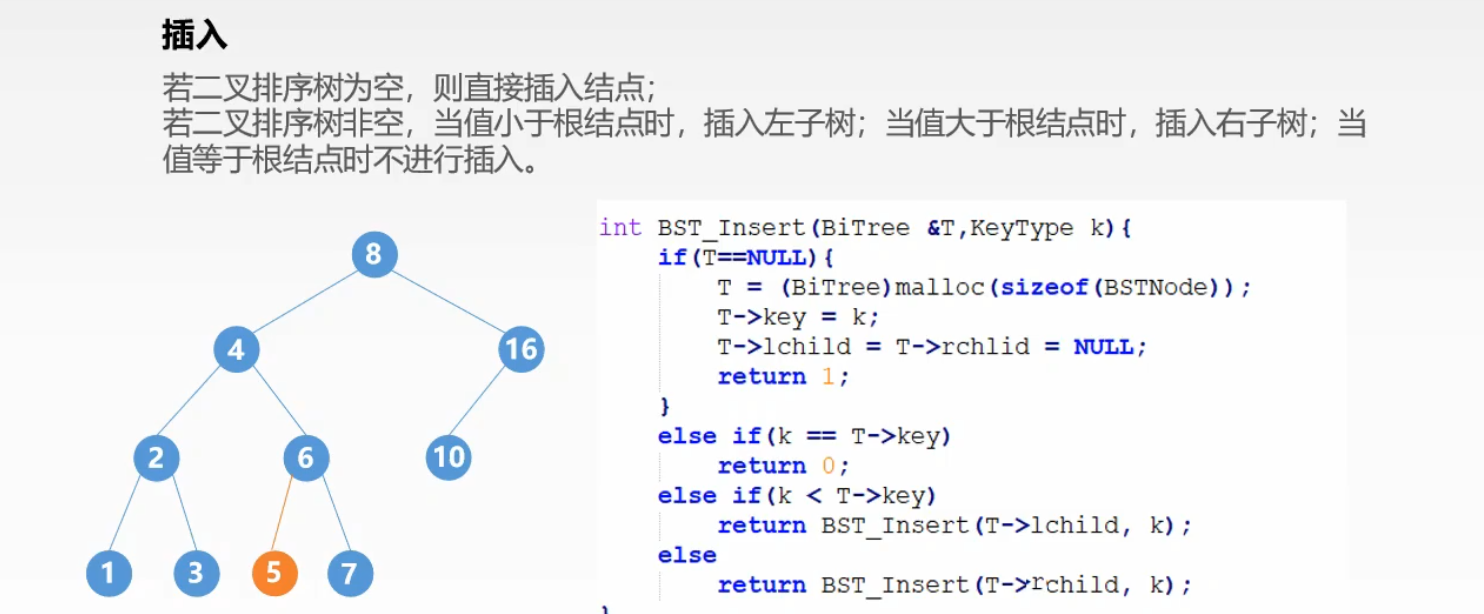 插入
若二叉排序树为空，则直接插入结点；
若二叉排序树非空，当值小于根结点时，插入左子树；当值大于根结点时，插入右子树；当
值等于根结点时不进行插入。
int BST_Insert(BiTree &T,KeyType k){
if(T==NULL){
T = (BiTree)malloc(sizeof(BSTNode));
T->key = k;
T->lchild = T->rchlid = NULL;
return 1;
}
else if(k == T->key)
return 0;
else if(k < T->key)
return BST_Insert(T->lchild, k);
else
return BST_Insert(T->rchild, k);
}
8
4 16
2 6 10
1 3 5 7